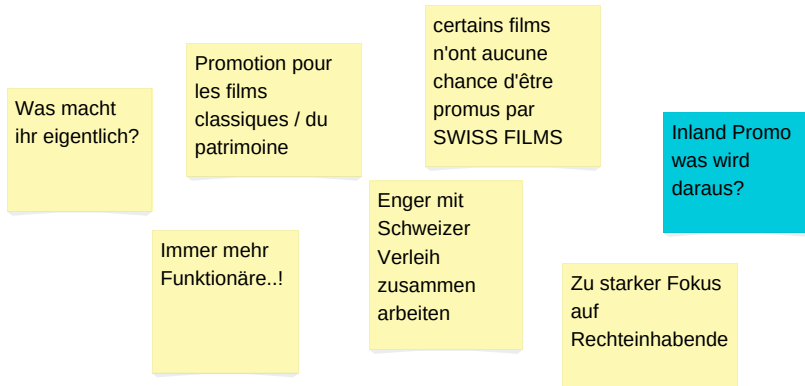 Was macht
ihr eigentlich?
Promotion pour
les films
classiques / du
patrimoine
certains films
n'ont aucune
chance d'être
promus par
SWISS FILMS
Inland Promo
was wird
daraus?
Immer mehr
Funktionäre..!
Enger mit
Schweizer
Verleih
zusammen
arbeiten
Zu starker Fokus
auf
Rechteinhabende